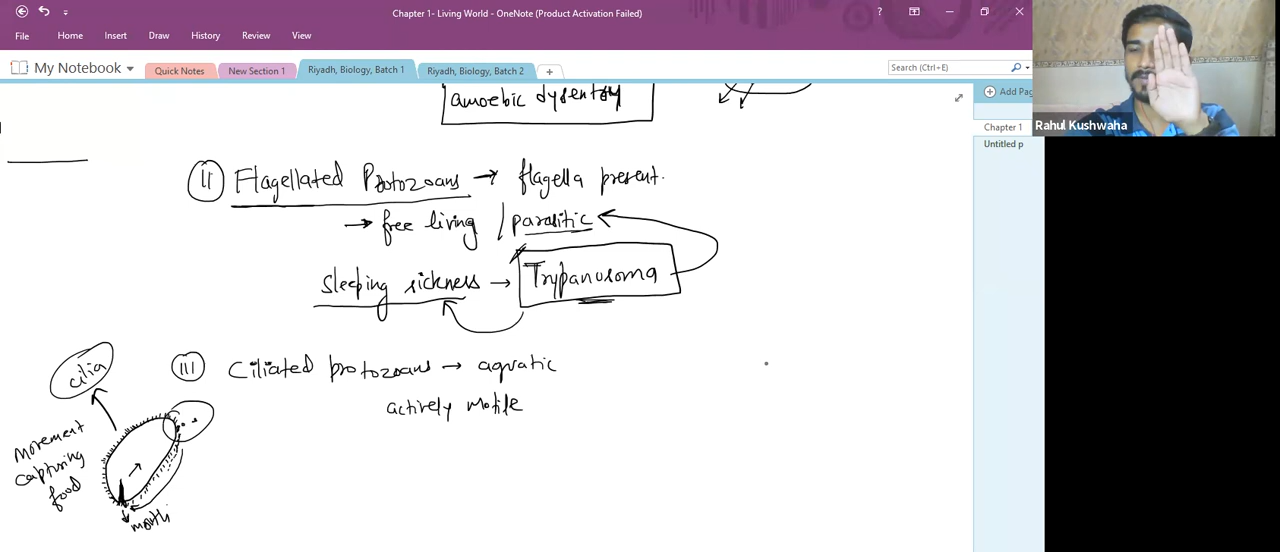 Chapter 1- Living World - OneNote (Product Activation Failed)
?
File Home Insert Draw History Review View
My Notebook Quick Notes New Section 1 Riyadh, Biology, Batch 1 Riyadh, Biology, Batch 2 + Search (Ctrl+E)
Add Pag
Chapter 1
Untitled p
Rahul Kushwaha
amoebic dysentry
II Flagellated Protozoans → flagella present.
→ free living / parasitic
sleeping sickness → Trypanosoma
III Ciliated protozoans → aquatic
actively motile
cilia
Movement
capturing
food
mouth